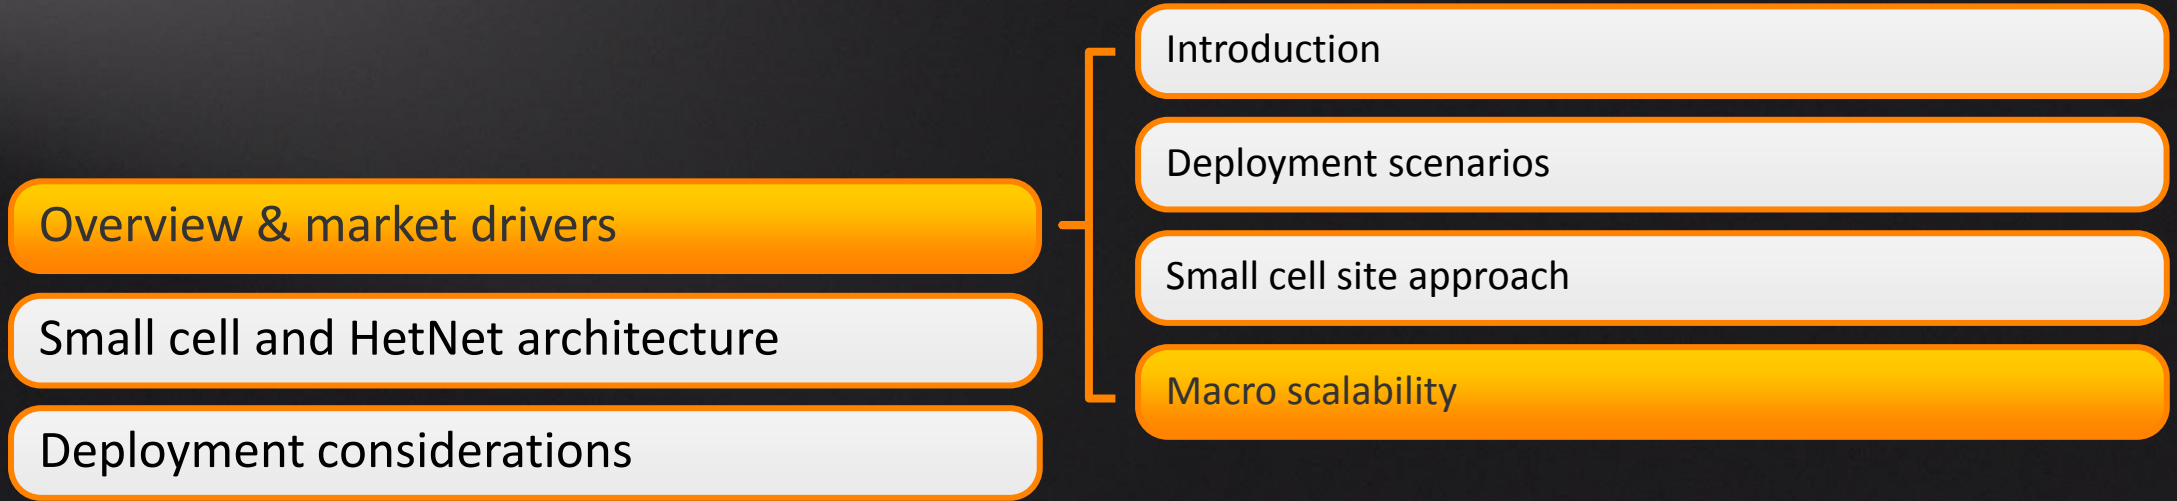 Overview & market drivers
Small cell and HetNet architecture
Deployment considerations
Introduction
Deployment scenarios
Small cell site approach
Macro scalability